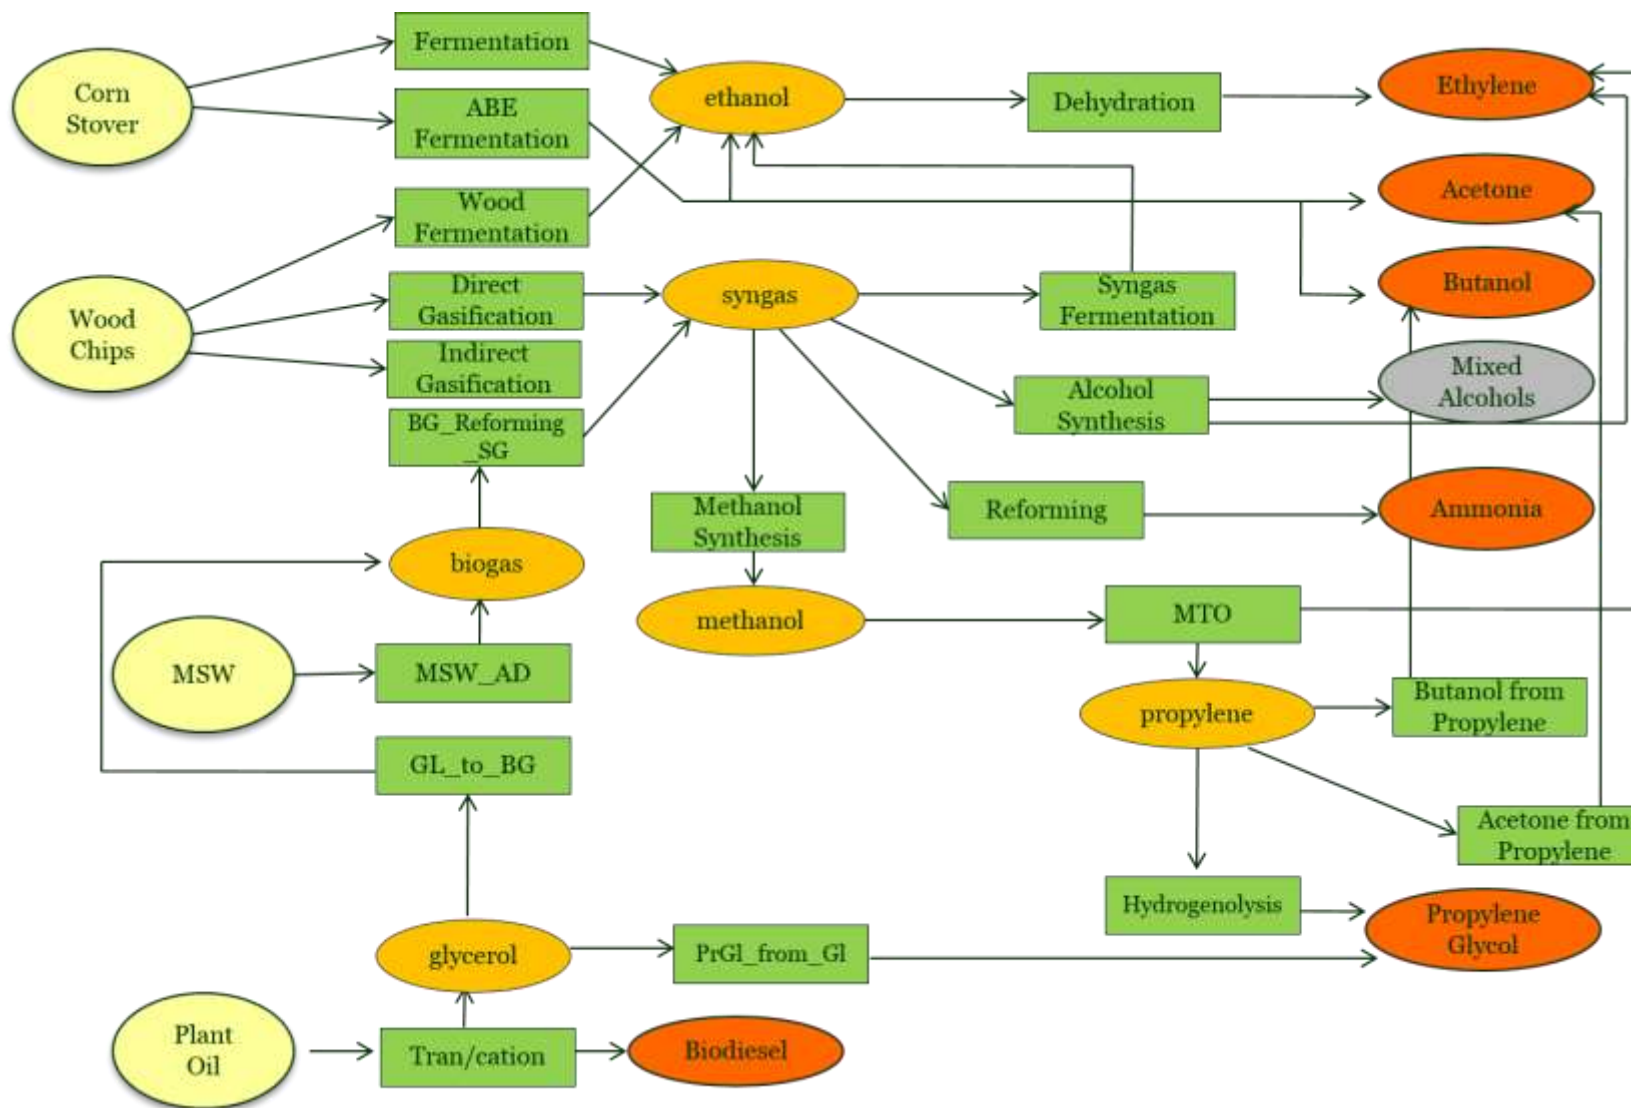 Fermentation
Corn
Stover
ethanol
Ethylene
Dehydration
ABE
Fermentation
Wood
Fermentation
Acetone
Direct
Gasification
syngas
Syngas
Fermentation
Butanol
Wood
Chips
Indirect
Gasification
Mixed
Alcohols
Alcohol
Synthesis
BG_Reforming
_SG
Methanol
Synthesis
Reforming
Ammonia
biogas
methanol
MTO
MSW
MSW_AD
propylene
Butanol from
Propylene
GL_to_BG
Acetone from
Propylene
Hydrogenolysis
Propylene
Glycol
glycerol
PrGl_from_Gl
Plant
Oil
Tran/cation
Biodiesel